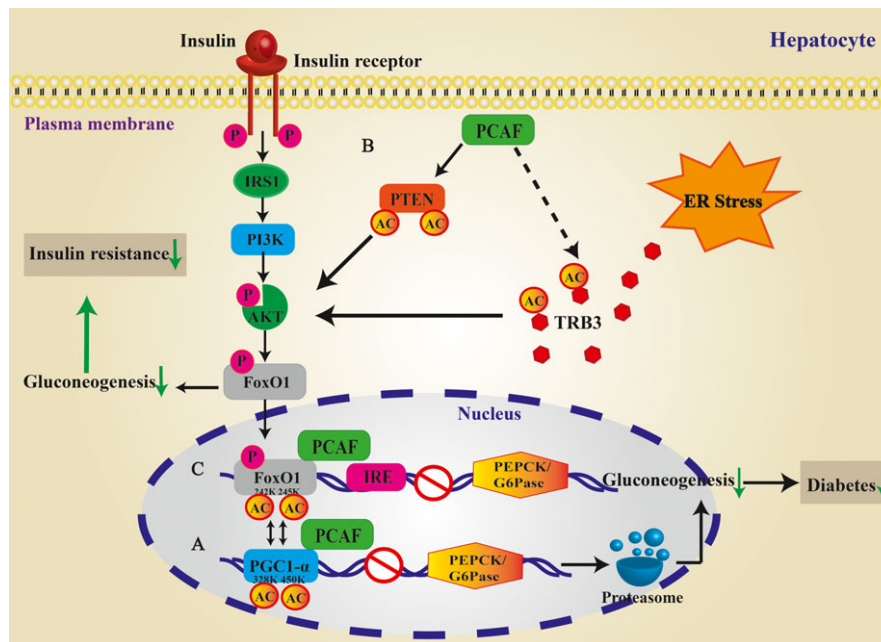 Insulin
Hepatocyte
Insulin receptor
Plasma membrane
P
P
B
PCAF
IRS1
PTEN
AC
AC
ER Stress
PI3K
Insulin resistance
AC
P
AKT
AC
TRB3
P
FoxO1
Gluconeogenesis
Nucleus
P
PCAF
C
FoxO1
242K 245K
IRE
PEPCK/
G6Pase
Gluconeogenesis
Diabetes
AC
AC
PCAF
A
PGC1-α
328K 450K
PEPCK/
G6Pase
AC
AC
Proteasome